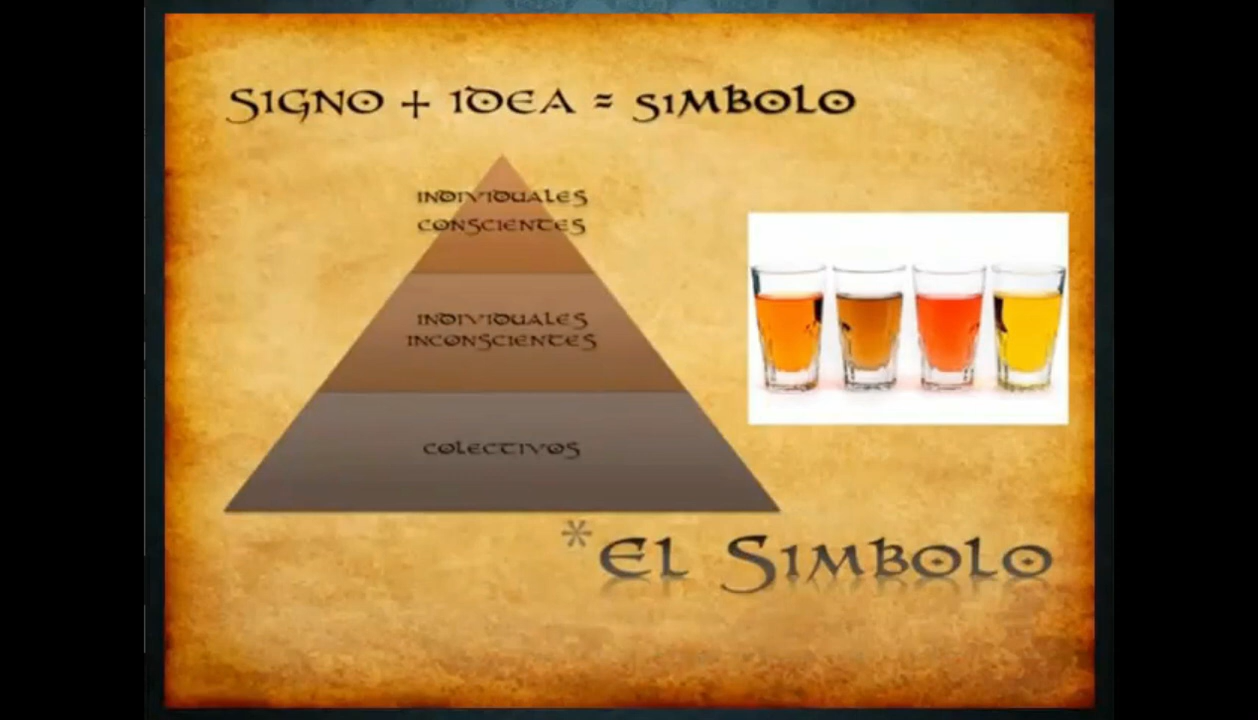 SIGNO + IDEA = SIMBOLO
INDIVIDUALES
CONSCIENTES
INDIVIDUALES
INCONSCIENTES
COLECTIVOS
*EL SIMBOLO